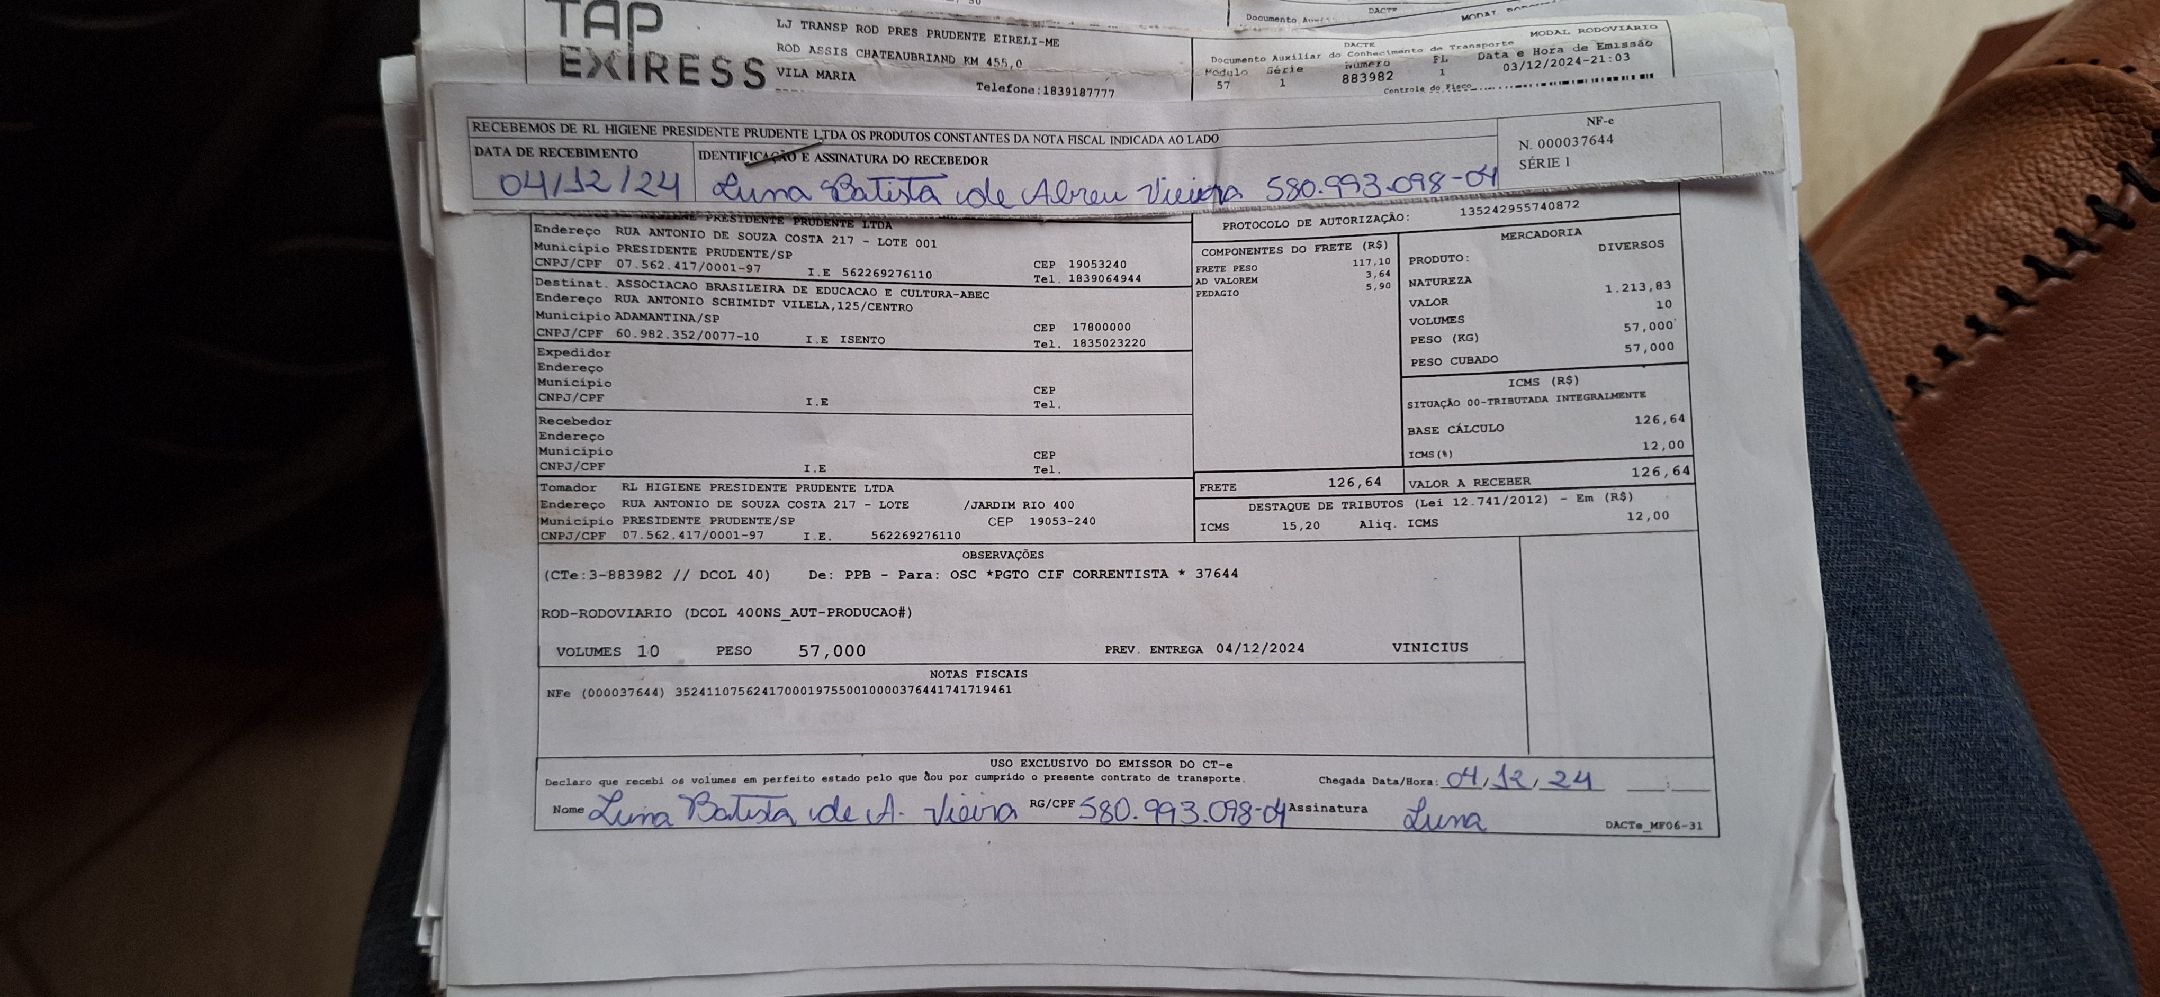 TAP
EXIRESS
LJ TRANSP ROD PRES PRUDENTE EIRELI-ME
ROD ASSIS CHATEAUBRIAND KM 455,0
VILA MARIA
Telefone:1839187777
DACTE
MODAL RODOVIARIO
Documento Auxiliar do Conhecimento de Transporte
Modulo Série Número FL Data e Hora de Emissão
57 1 883982 1 03/12/2024-21:03
Controle do Fisco
RECEBEMOS DE RL HIGIENE PRESIDENTE PRUDENTE LTDA OS PRODUTOS CONSTANTES DA NOTA FISCAL INDICADA AO LADO
DATA DE RECEBIMENTO
IDENTIFICAÇÃO E ASSINATURA DO RECEBEDOR
04/12/24 Luna Batista de Abreu Vieira 580.993.098-04
NF-e
N. 000037644
SÉRIE 1
HIGIENE PRESIDENTE PRUDENTE LTDA
Endereço RUA ANTONIO DE SOUZA COSTA 217 - LOTE 001
Município PRESIDENTE PRUDENTE/SP CEP 19053240
CNPJ/CPF 07.562.417/0001-97 I.E 562269276110 Tel. 1839064944
Destinat. ASSOCIACAO BRASILEIRA DE EDUCACAO E CULTURA-ABEC
Endereço RUA ANTONIO SCHIMIDT VILELA,125/CENTRO
Município ADAMANTINA/SP CEP 17800000
CNPJ/CPF 60.982.352/0077-10 I.E ISENTO Tel. 1835023220
Expedidor
Endereço
Município CEP
CNPJ/CPF I.E Tel.
Recebedor
Endereço
Município CEP
CNPJ/CPF I.E Tel.
Tomador RL HIGIENE PRESIDENTE PRUDENTE LTDA
Endereço RUA ANTONIO DE SOUZA COSTA 217 - LOTE /JARDIM RIO 400
Município PRESIDENTE PRUDENTE/SP CEP 19053-240
CNPJ/CPF 07.562.417/0001-97 I.E. 562269276110
PROTOCOLO DE AUTORIZAÇÃO: 135242955740872
COMPONENTES DO FRETE (R$)
FRETE PESO 117,10
AD VALOREM 3,64
PEDAGIO 5,90
MERCADORIA
PRODUTO: DIVERSOS
NATUREZA
VALOR 1.213,83
VOLUMES 10
PESO (KG) 57,000
PESO CUBADO 57,000
ICMS (R$)
SITUAÇÃO 00-TRIBUTADA INTEGRALMENTE
BASE CÁLCULO 126,64
ICMS(%) 12,00
FRETE 126,64 VALOR A RECEBER 126,64
DESTAQUE DE TRIBUTOS (Lei 12.741/2012) - Em (R$)
ICMS 15,20 Aliq. ICMS 12,00
OBSERVAÇÕES
(CTe:3-883982 // DCOL 40) De: PPB - Para: OSC *PGTO CIF CORRENTISTA * 37644
ROD-RODOVIARIO (DCOL 400NS_AUT-PRODUCAO#)
VOLUMES 10 PESO 57,000 PREV. ENTREGA 04/12/2024 VINICIUS
NOTAS FISCAIS
NFe (000037644) 35241107562417000197550010000376441741719461
USO EXCLUSIVO DO EMISSOR DO CT-e
Declaro que recebi os volumes em perfeito estado pelo que dou por cumprido o presente contrato de transporte. Chegada Data/Hora: 04/12/24 __:__
Nome Luna Batista de A. Vieira RG/CPF 580.993.098-04 Assinatura Luna
DACTe_MF06-31